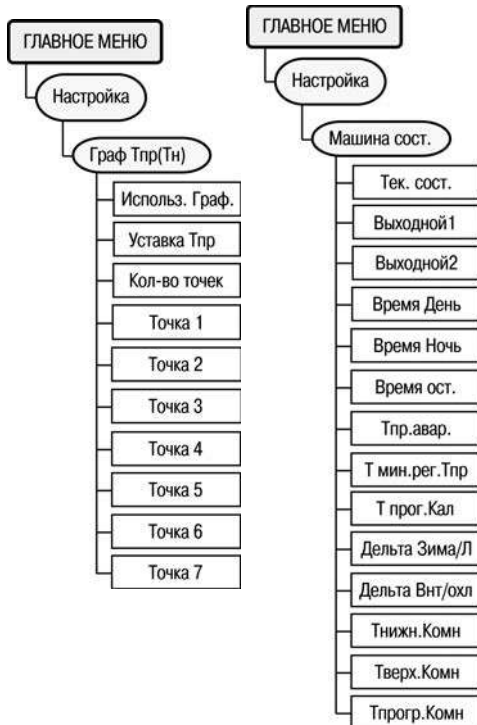 ГЛАВНОЕ МЕНЮ
Настройка
Граф Тпр(Тн)
Использ. Граф.
Уставка Тпр
Кол-во точек
Точка 1
Точка 2
Точка 3
Точка 4
Точка 5
Точка 6
Точка 7
ГЛАВНОЕ МЕНЮ
Настройка
Машина сост.
Тек. сост.
Выходной1
Выходной2
Время День
Время Ночь
Время ост.
Тпр.авар.
Т мин.рег.Тпр
Т прог.Кал
Дельта Зима/Л
Дельта Внт/охл
Тнижн.Комн
Тверх.Комн
Тпрогр.Комн